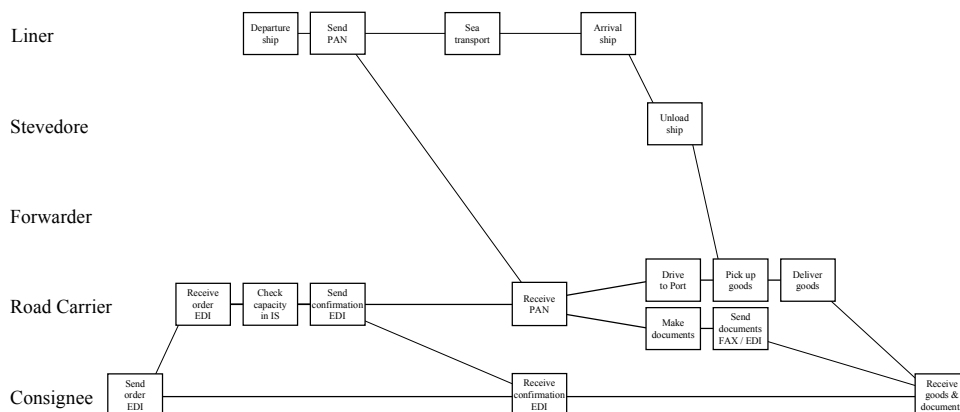 Liner
Departure
ship
Send
PAN
Sea
transport
Arrival
ship
Stevedore
Unload
ship
Forwarder
Road Carrier
Receive
order
EDI
Check
capacity
in IS
Send
confirmation
EDI
Receive
PAN
Drive
to Port
Pick up
goods
Deliver
goods
Make
documents
Send
documents
FAX / EDI
Consignee
Send
order
EDI
Receive
confirmation
EDI
Receive
goods &
document